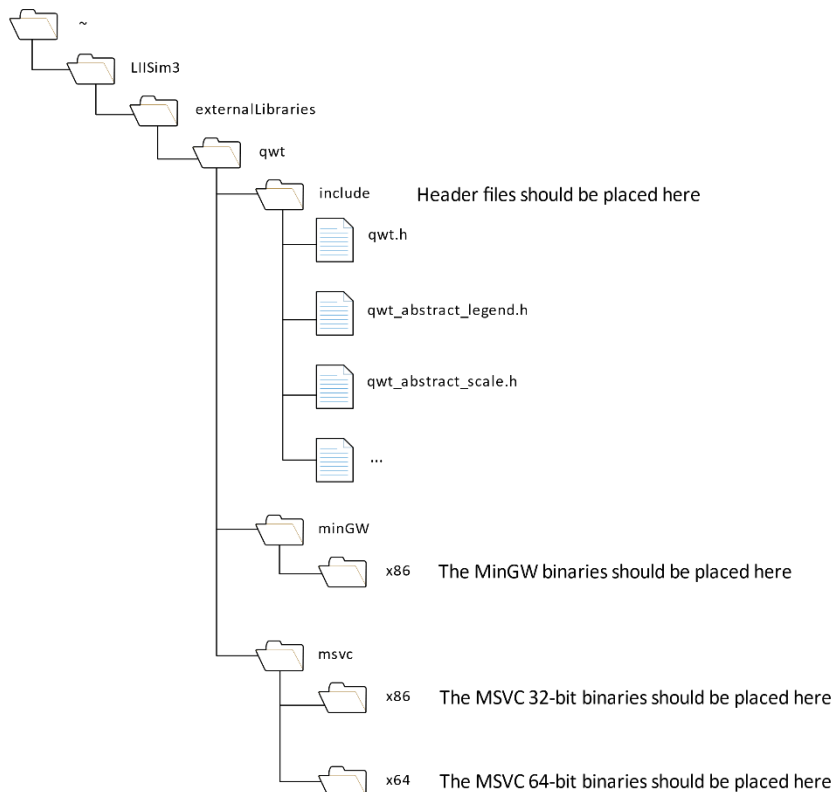 ~
LIISim3
externalLibraries
qwt
include Header files should be placed here
qwt.h
qwt_abstract_legend.h
qwt_abstract_scale.h
...
minGW
x86 The MinGW binaries should be placed here
msvc
x86 The MSVC 32-bit binaries should be placed here
x64 The MSVC 64-bit binaries should be placed here